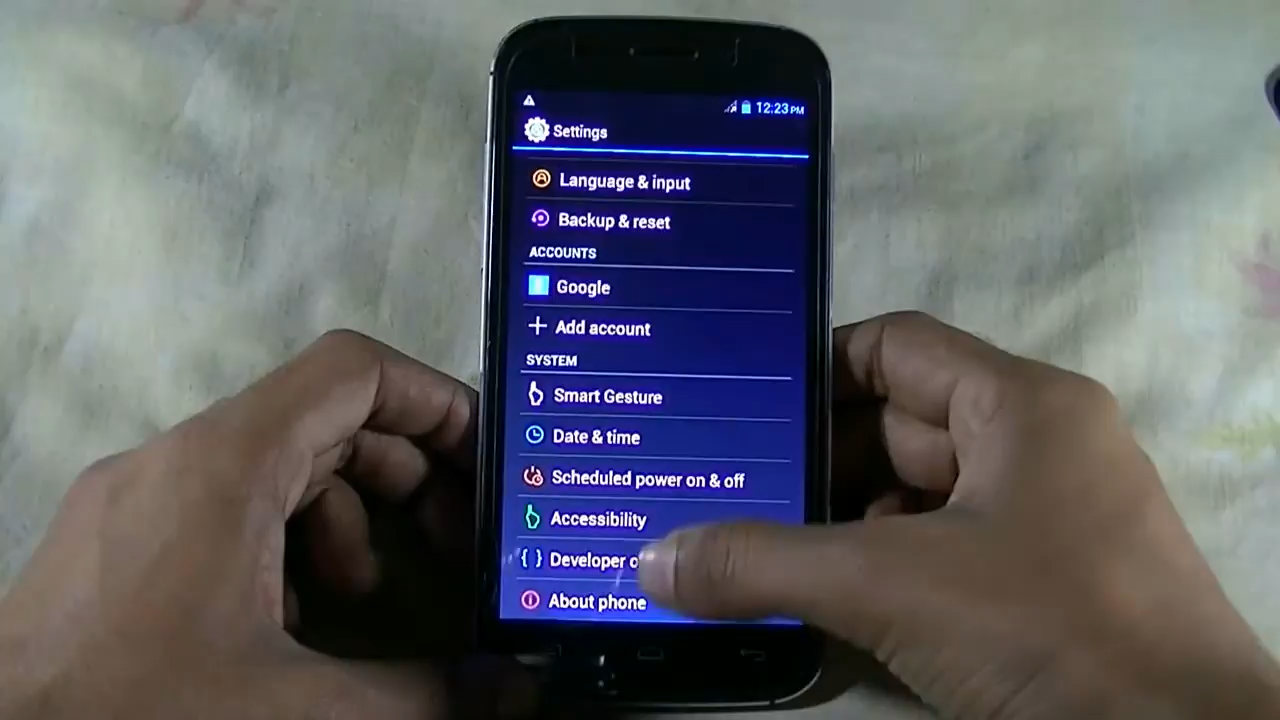 12:23 PM
Settings
Language & input
Backup & reset
ACCOUNTS
Google
Add account
SYSTEM
Smart Gesture
Date & time
Scheduled power on & off
Accessibility
{ } Developer o
About phone